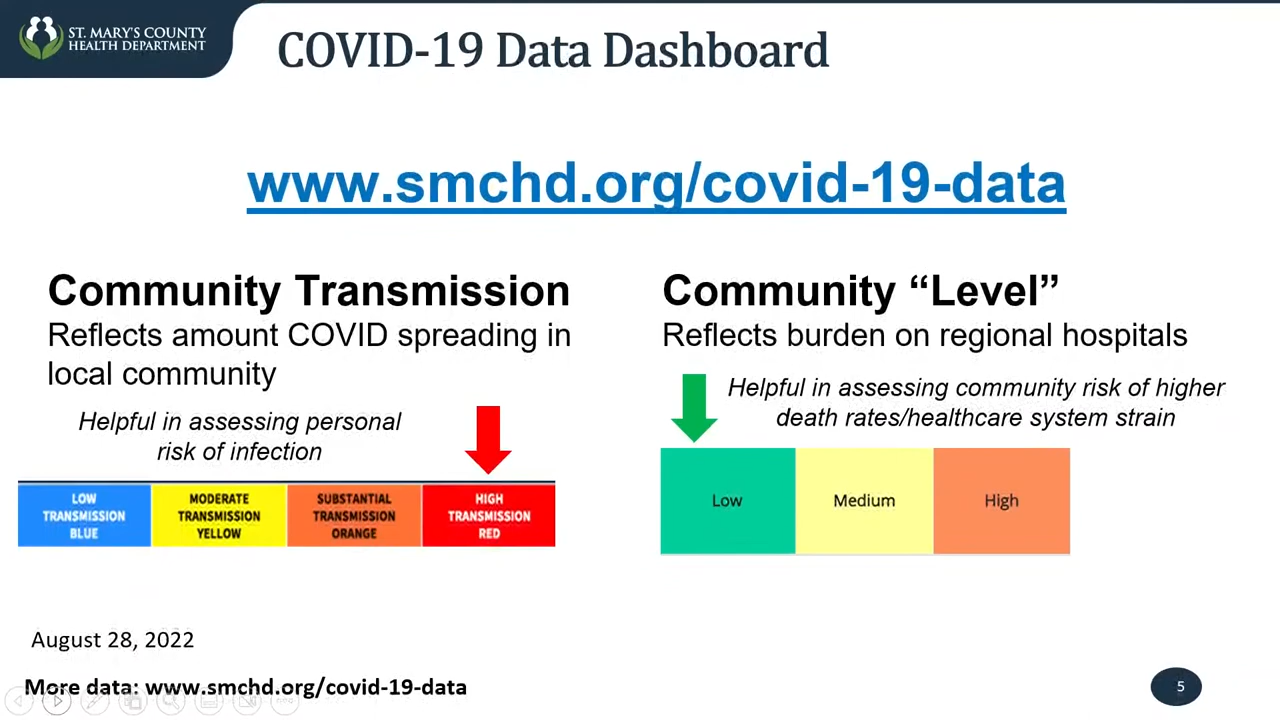 ST. MARY'S COUNTY
HEALTH DEPARTMENT
COVID-19 Data Dashboard
www.smchd.org/covid-19-data
Community Transmission
Reflects amount COVID spreading in
local community
Helpful in assessing personal
risk of infection
LOW
TRANSMISSION
BLUE
MODERATE
TRANSMISSION
YELLOW
SUBSTANTIAL
TRANSMISSION
ORANGE
HIGH
TRANSMISSION
RED
Community “Level”
Reflects burden on regional hospitals
Helpful in assessing community risk of higher
death rates/healthcare system strain
Low
Medium
High
August 28, 2022
More data: www.smchd.org/covid-19-data
5